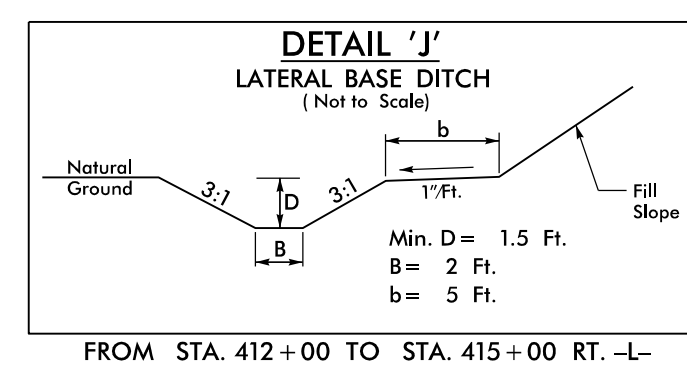 DETAIL 'J'
LATERAL BASE DITCH
( Not to Scale)
b
Natural
Ground
3:1
D
3:1
1"/Ft.
Fill
Slope
B
Min. D = 1.5 Ft.
B = 2 Ft.
b = 5 Ft.
FROM STA. 412+00 TO STA. 415+00 RT. -L-